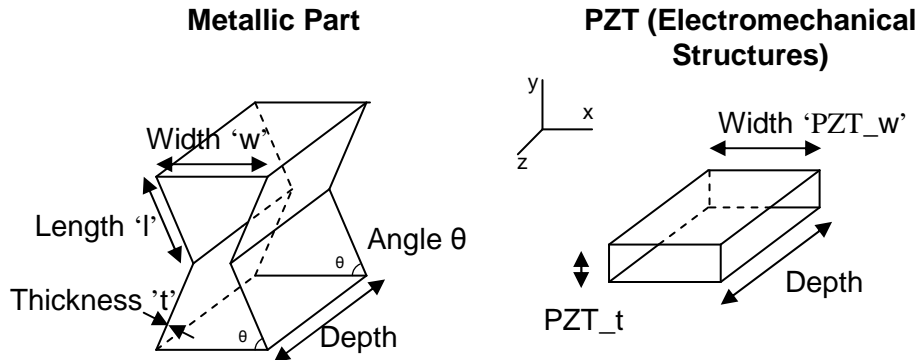 Metallic Part
PZT (Electromechanical
Structures)
y
x
z
Width ‘w’
Width ‘PZT_w’
Length ‘l’
Angle θ
θ
Thickness ’t’
θ
Depth
Depth
PZT_t